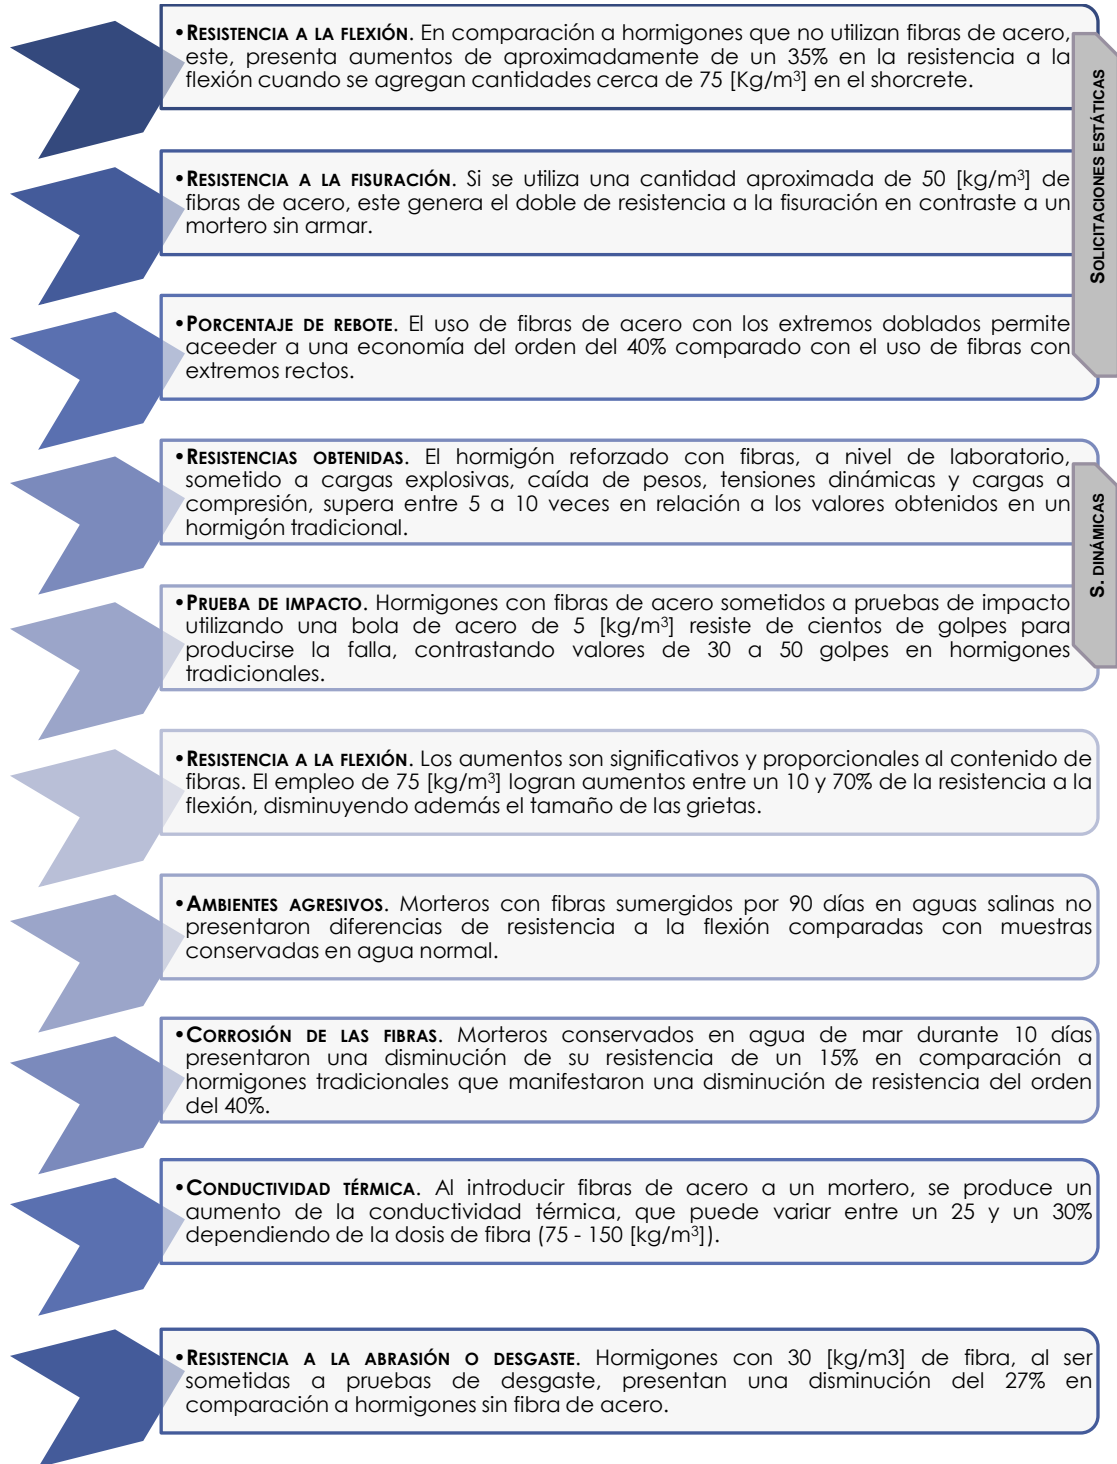 •RESISTENCIA A LA FLEXIÓN. En comparación a hormigones que no utilizan fibras de acero,
este, presenta aumentos de aproximadamente de un 35% en la resistencia a la
flexión cuando se agregan cantidades cerca de 75 [Kg/m³] en el shorcrete.
•RESISTENCIA A LA FISURACIÓN. Si se utiliza una cantidad aproximada de 50 [kg/m³] de
fibras de acero, este genera el doble de resistencia a la fisuración en contraste a un
mortero sin armar.
•PORCENTAJE DE REBOTE. El uso de fibras de acero con los extremos doblados permite
aceeder a una economía del orden del 40% comparado con el uso de fibras con
extremos rectos.
SOLICITACIONES ESTÁTICAS
•RESISTENCIAS OBTENIDAS. El hormigón reforzado con fibras, a nivel de laboratorio,
sometido a cargas explosivas, caída de pesos, tensiones dinámicas y cargas a
compresión, supera entre 5 a 10 veces en relación a los valores obtenidos en un
hormigón tradicional.
•PRUEBA DE IMPACTO. Hormigones con fibras de acero sometidos a pruebas de impacto
utilizando una bola de acero de 5 [kg/m³] resiste de cientos de golpes para
producirse la falla, contrastando valores de 30 a 50 golpes en hormigones
tradicionales.
S. DINÁMICAS
•RESISTENCIA A LA FLEXIÓN. Los aumentos son significativos y proporcionales al contenido de
fibras. El empleo de 75 [kg/m³] logran aumentos entre un 10 y 70% de la resistencia a la
flexión, disminuyendo además el tamaño de las grietas.
•AMBIENTES AGRESIVOS. Morteros con fibras sumergidos por 90 días en aguas salinas no
presentaron diferencias de resistencia a la flexión comparadas con muestras
conservadas en agua normal.
•CORROSIÓN DE LAS FIBRAS. Morteros conservados en agua de mar durante 10 días
presentaron una disminución de su resistencia de un 15% en comparación a
hormigones tradicionales que manifestaron una disminución de resistencia del orden
del 40%.
•CONDUCTIVIDAD TÉRMICA. Al introducir fibras de acero a un mortero, se produce un
aumento de la conductividad térmica, que puede variar entre un 25 y un 30%
dependiendo de la dosis de fibra (75 - 150 [kg/m³]).
•RESISTENCIA A LA ABRASIÓN O DESGASTE. Hormigones con 30 [kg/m3] de fibra, al ser
sometidas a pruebas de desgaste, presentan una disminución del 27% en
comparación a hormigones sin fibra de acero.